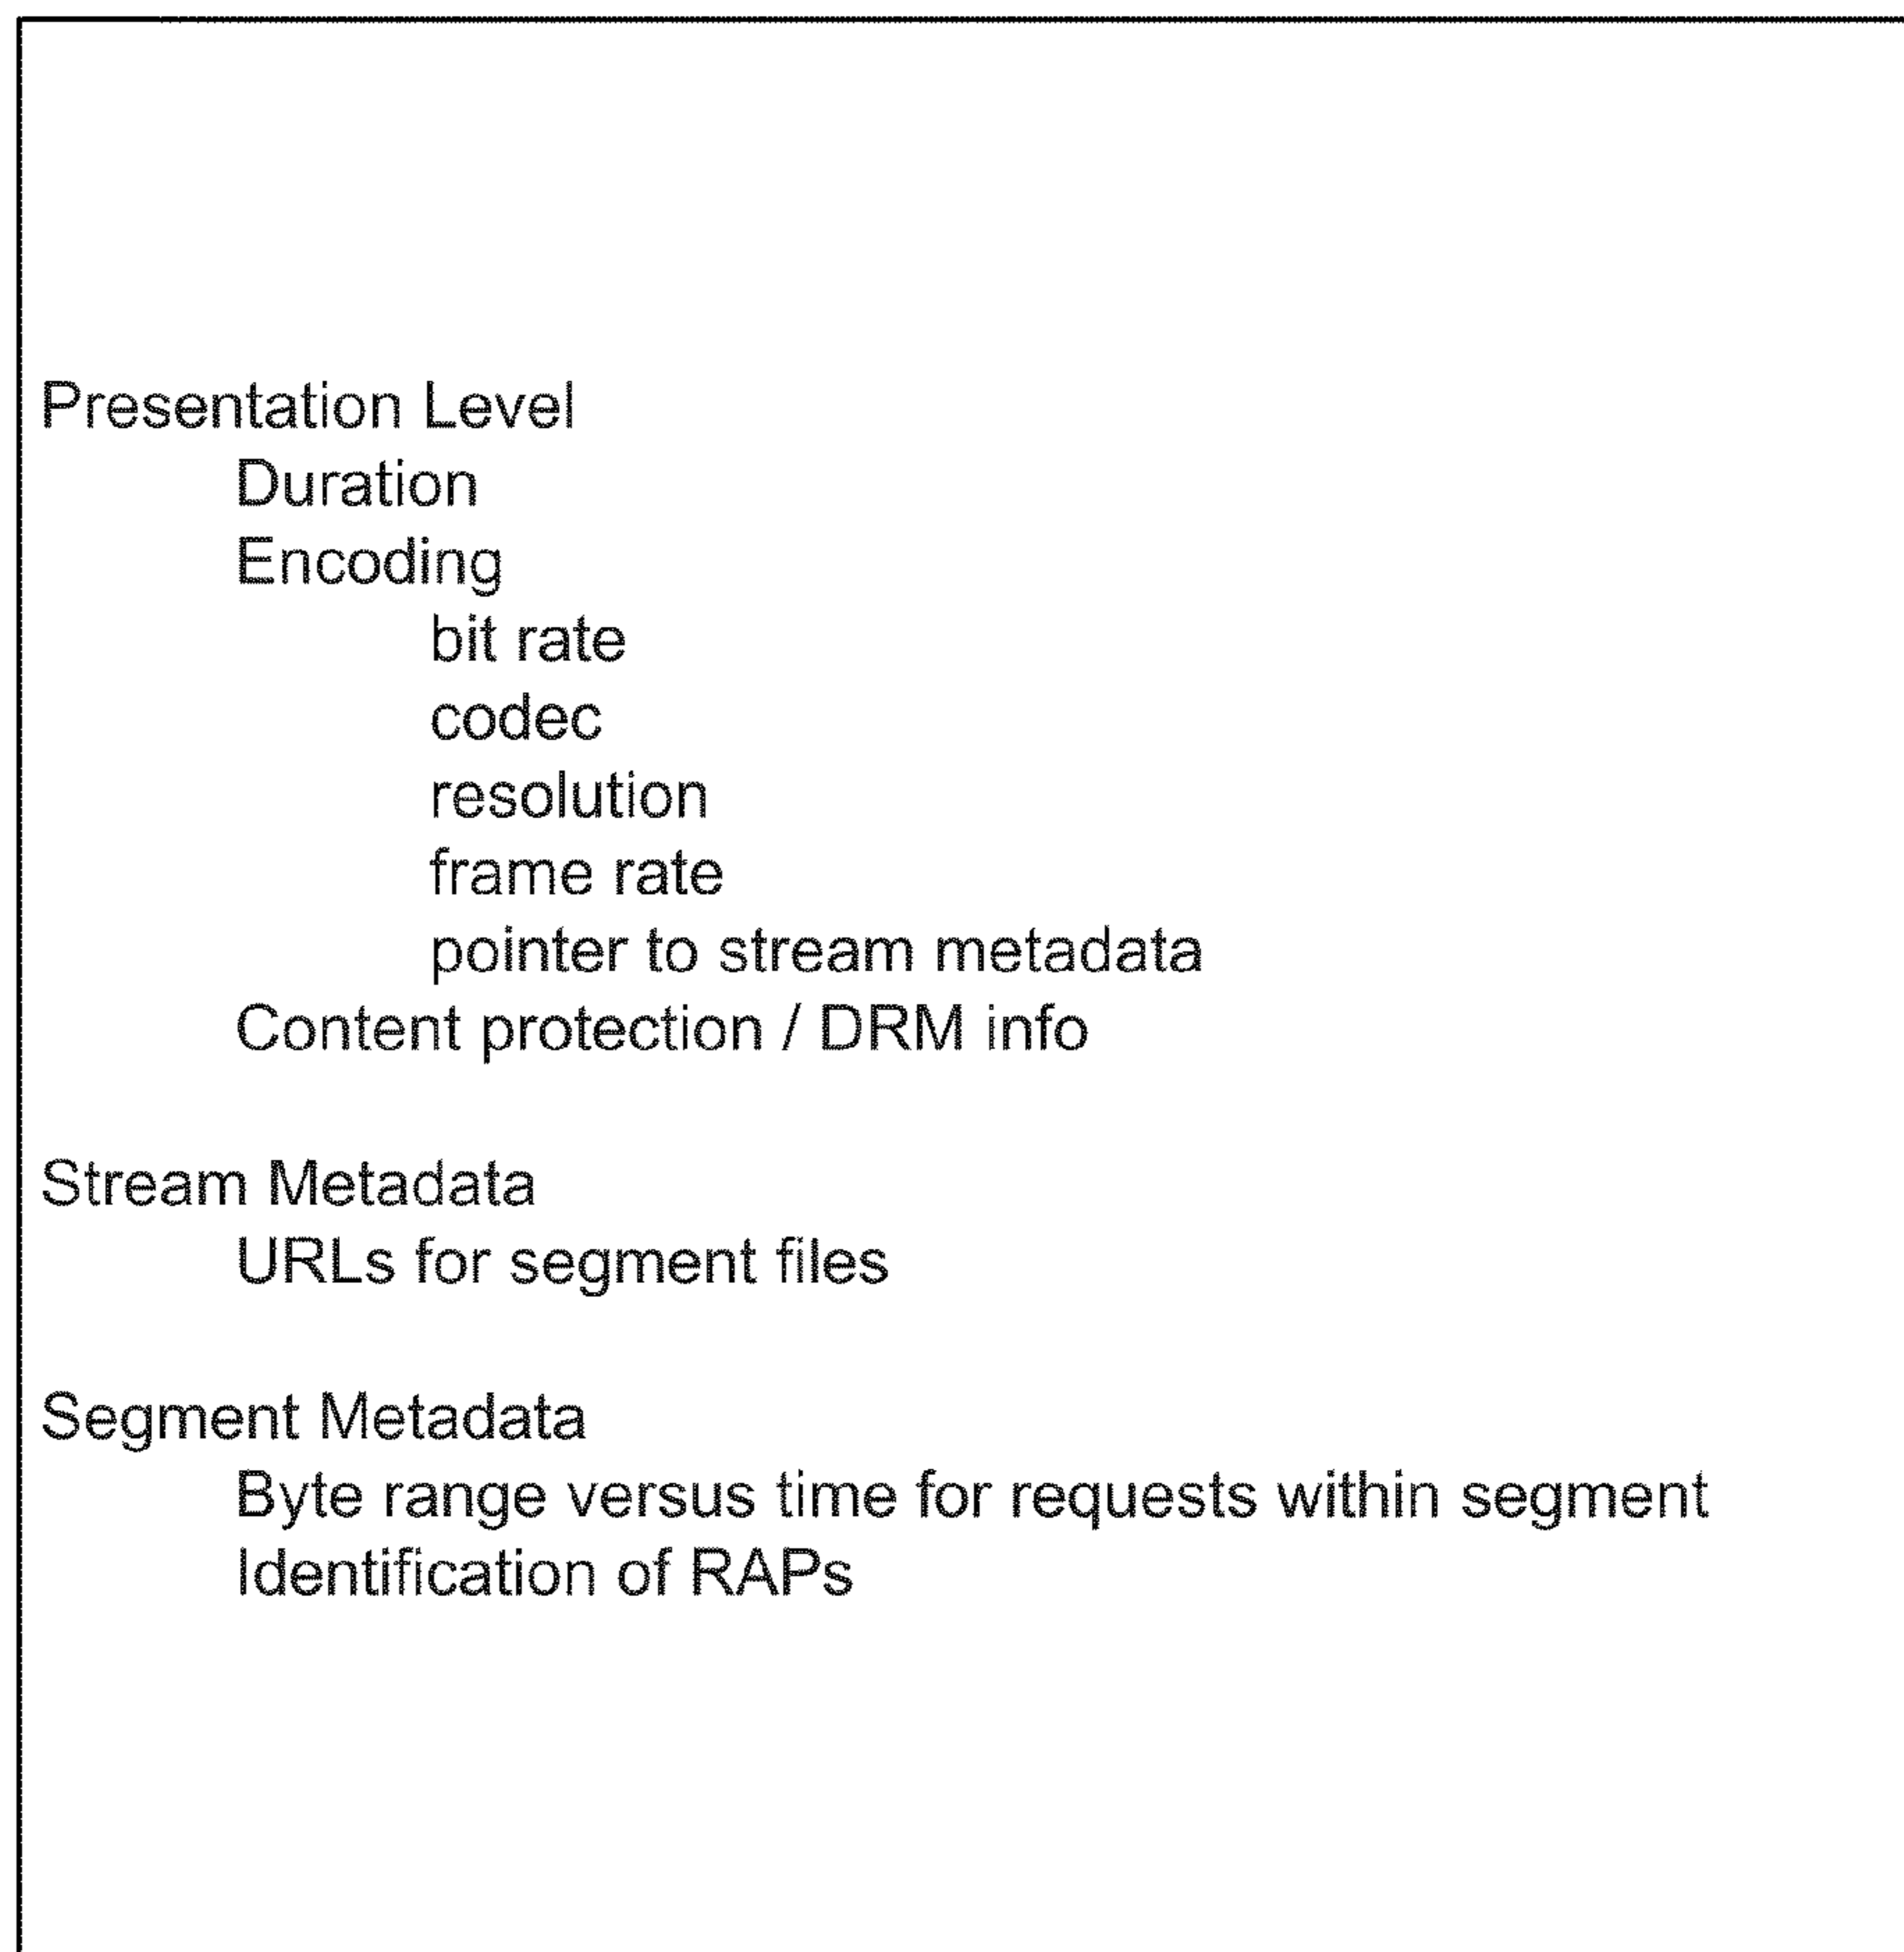 Presentation Level
Duration
Encoding
bit rate
codec
resolution
frame rate
pointer to stream metadata
Content protection / DRM info
Stream Metadata
URLs for segment files
Segment Metadata
Byte range versus time for requests within segment
Identification of RAPs